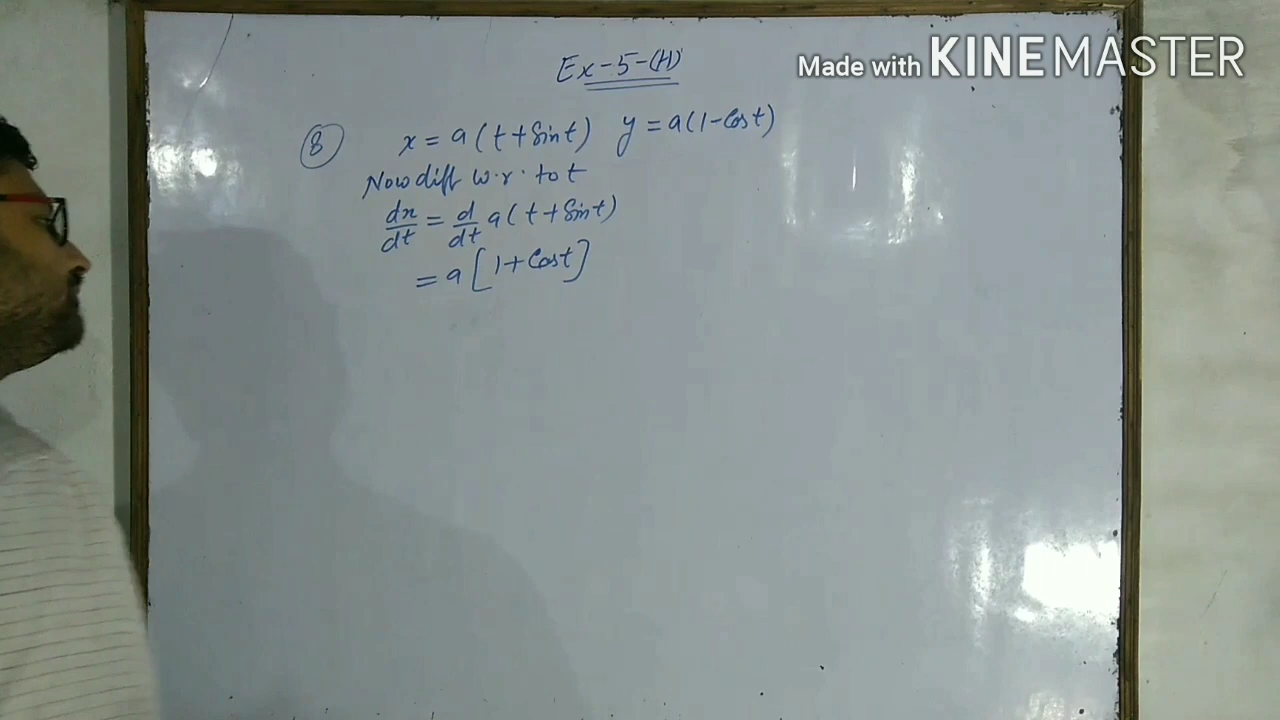 Ex-5-(H)
Made with KINEMASTER
(8) x = a(t+Sint) y = a(1-Cost)
Now diff w.r. to t
dx/dt = d/dt a(t+Sint)
= a[1+Cost]